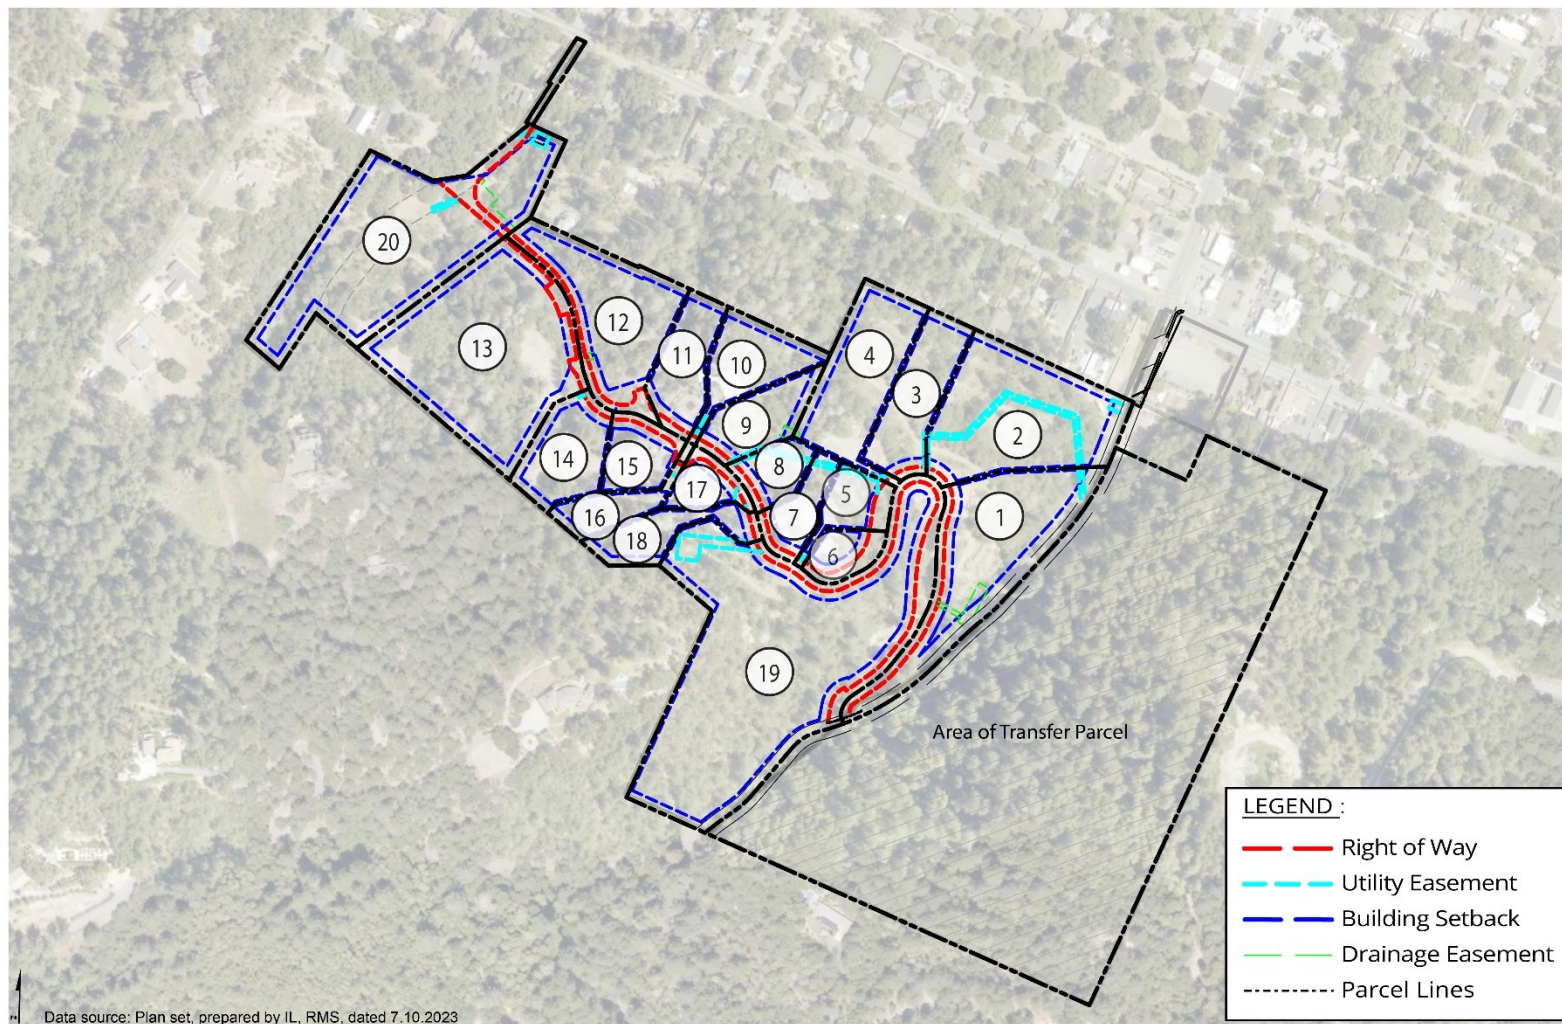 20
12
13
11
10
4
3
9
2
14
15
8
17
5
16
7
1
18
6
19
Area of Transfer Parcel
LEGEND :
Right of Way
Utility Easement
Building Setback
Drainage Easement
Parcel Lines
Data source: Plan set, prepared by IL, RMS, dated 7.10.2023